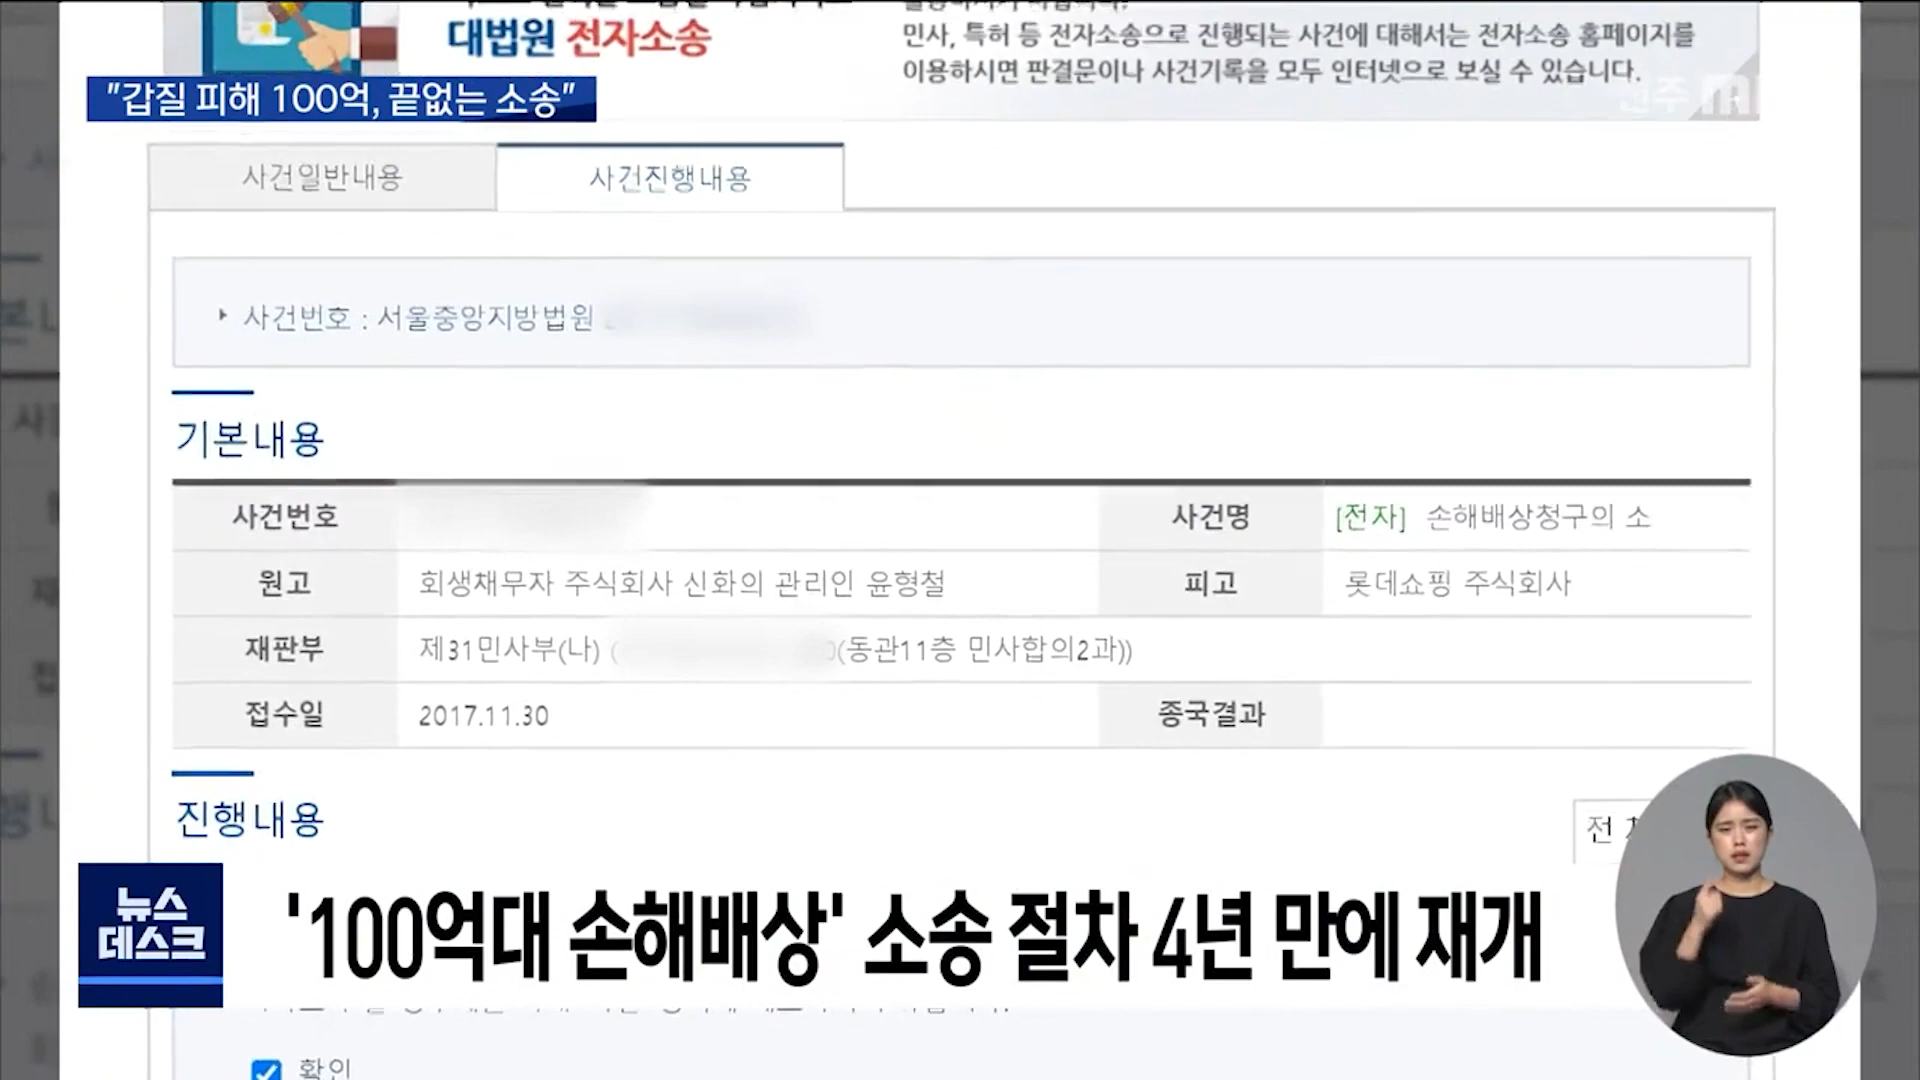 대법원 전자소송
민사, 특허 등 전자소송으로 진행되는 사건에 대해서는 전자소송 홈페이지를
이용하시면 판결문이나 사건기록을 모두 인터넷으로 보실 수 있습니다.
"갑질 피해 100억, 끝없는 소송"
전주 M
사건일반내용 사건진행내용
사건번호 : 서울중앙지방법원
기본내용
사건번호 사건명 [전자] 손해배상청구의 소
원고 회생채무자 주식회사 신화의 관리인 윤형철 피고 롯데쇼핑 주식회사
재판부 제31민사부(나) ( (동관11층 민사합의2과))
접수일 2017.11.30 종국결과
진행내용
전
뉴스
데스크
'100억대 손해배상' 소송 절차 4년 만에 재개
확인